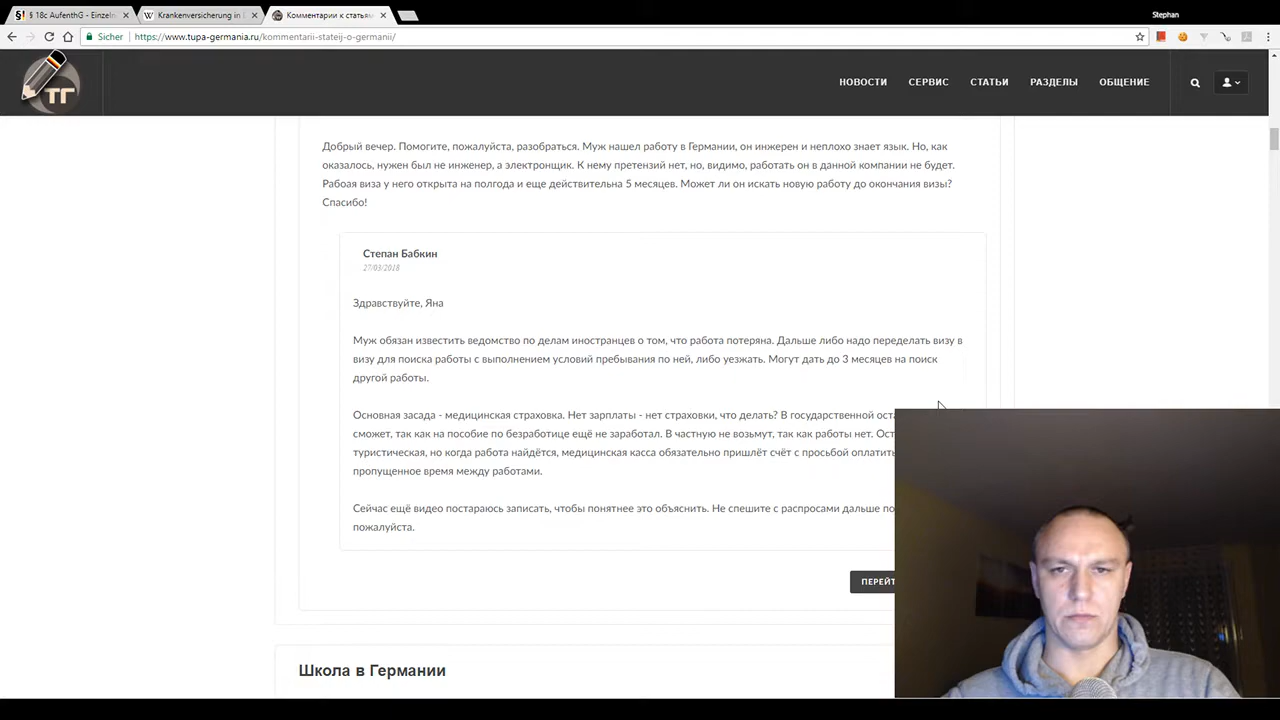 Stephan
§ 18c AufenthG - Einzeln
Krankenversicherung in
Комментарии к статьям
Sicher
https://www.tupa-germania.ru/kommentarii-stateij-o-germanii/
ТГ
НОВОСТИ СЕРВИС СТАТЬИ РАЗДЕЛЫ ОБЩЕНИЕ
Добрый вечер. Помогите, пожалуйста, разобраться. Муж нашел работу в Германии, он инжерен и неплохо знает язык. Но, как
оказалось, нужен был не инженер, а электронщик. К нему претензий нет, но, видимо, работать он в данной компании не будет.
Рабоая виза у него открыта на полгода и еще действительна 5 месяцев. Может ли он искать новую работу до окончания визы?
Спасибо!
Степан Бабкин
27/03/2018
Здравствуйте, Яна
Муж обязан известить ведомство по делам иностранцев о том, что работа потеряна. Дальше либо надо переделать визу в
визу для поиска работы с выполнением условий пребывания по ней, либо уезжать. Могут дать до 3 месяцев на поиск
другой работы.
Основная засада - медицинская страховка. Нет зарплаты - нет страховки, что делать? В государственной
сможет, так как на пособие по безработице ещё не заработал. В частную не возьмут, так как работы нет.
туристическая, но когда работа найдётся, медицинская касса обязательно пришлёт счёт с просьбой оплатить
пропущенное время между работами.
Сейчас ещё видео постараюсь записать, чтобы понятнее это объяснить. Не спешите с распросами дальше
пожалуйста.
Школа в Германии